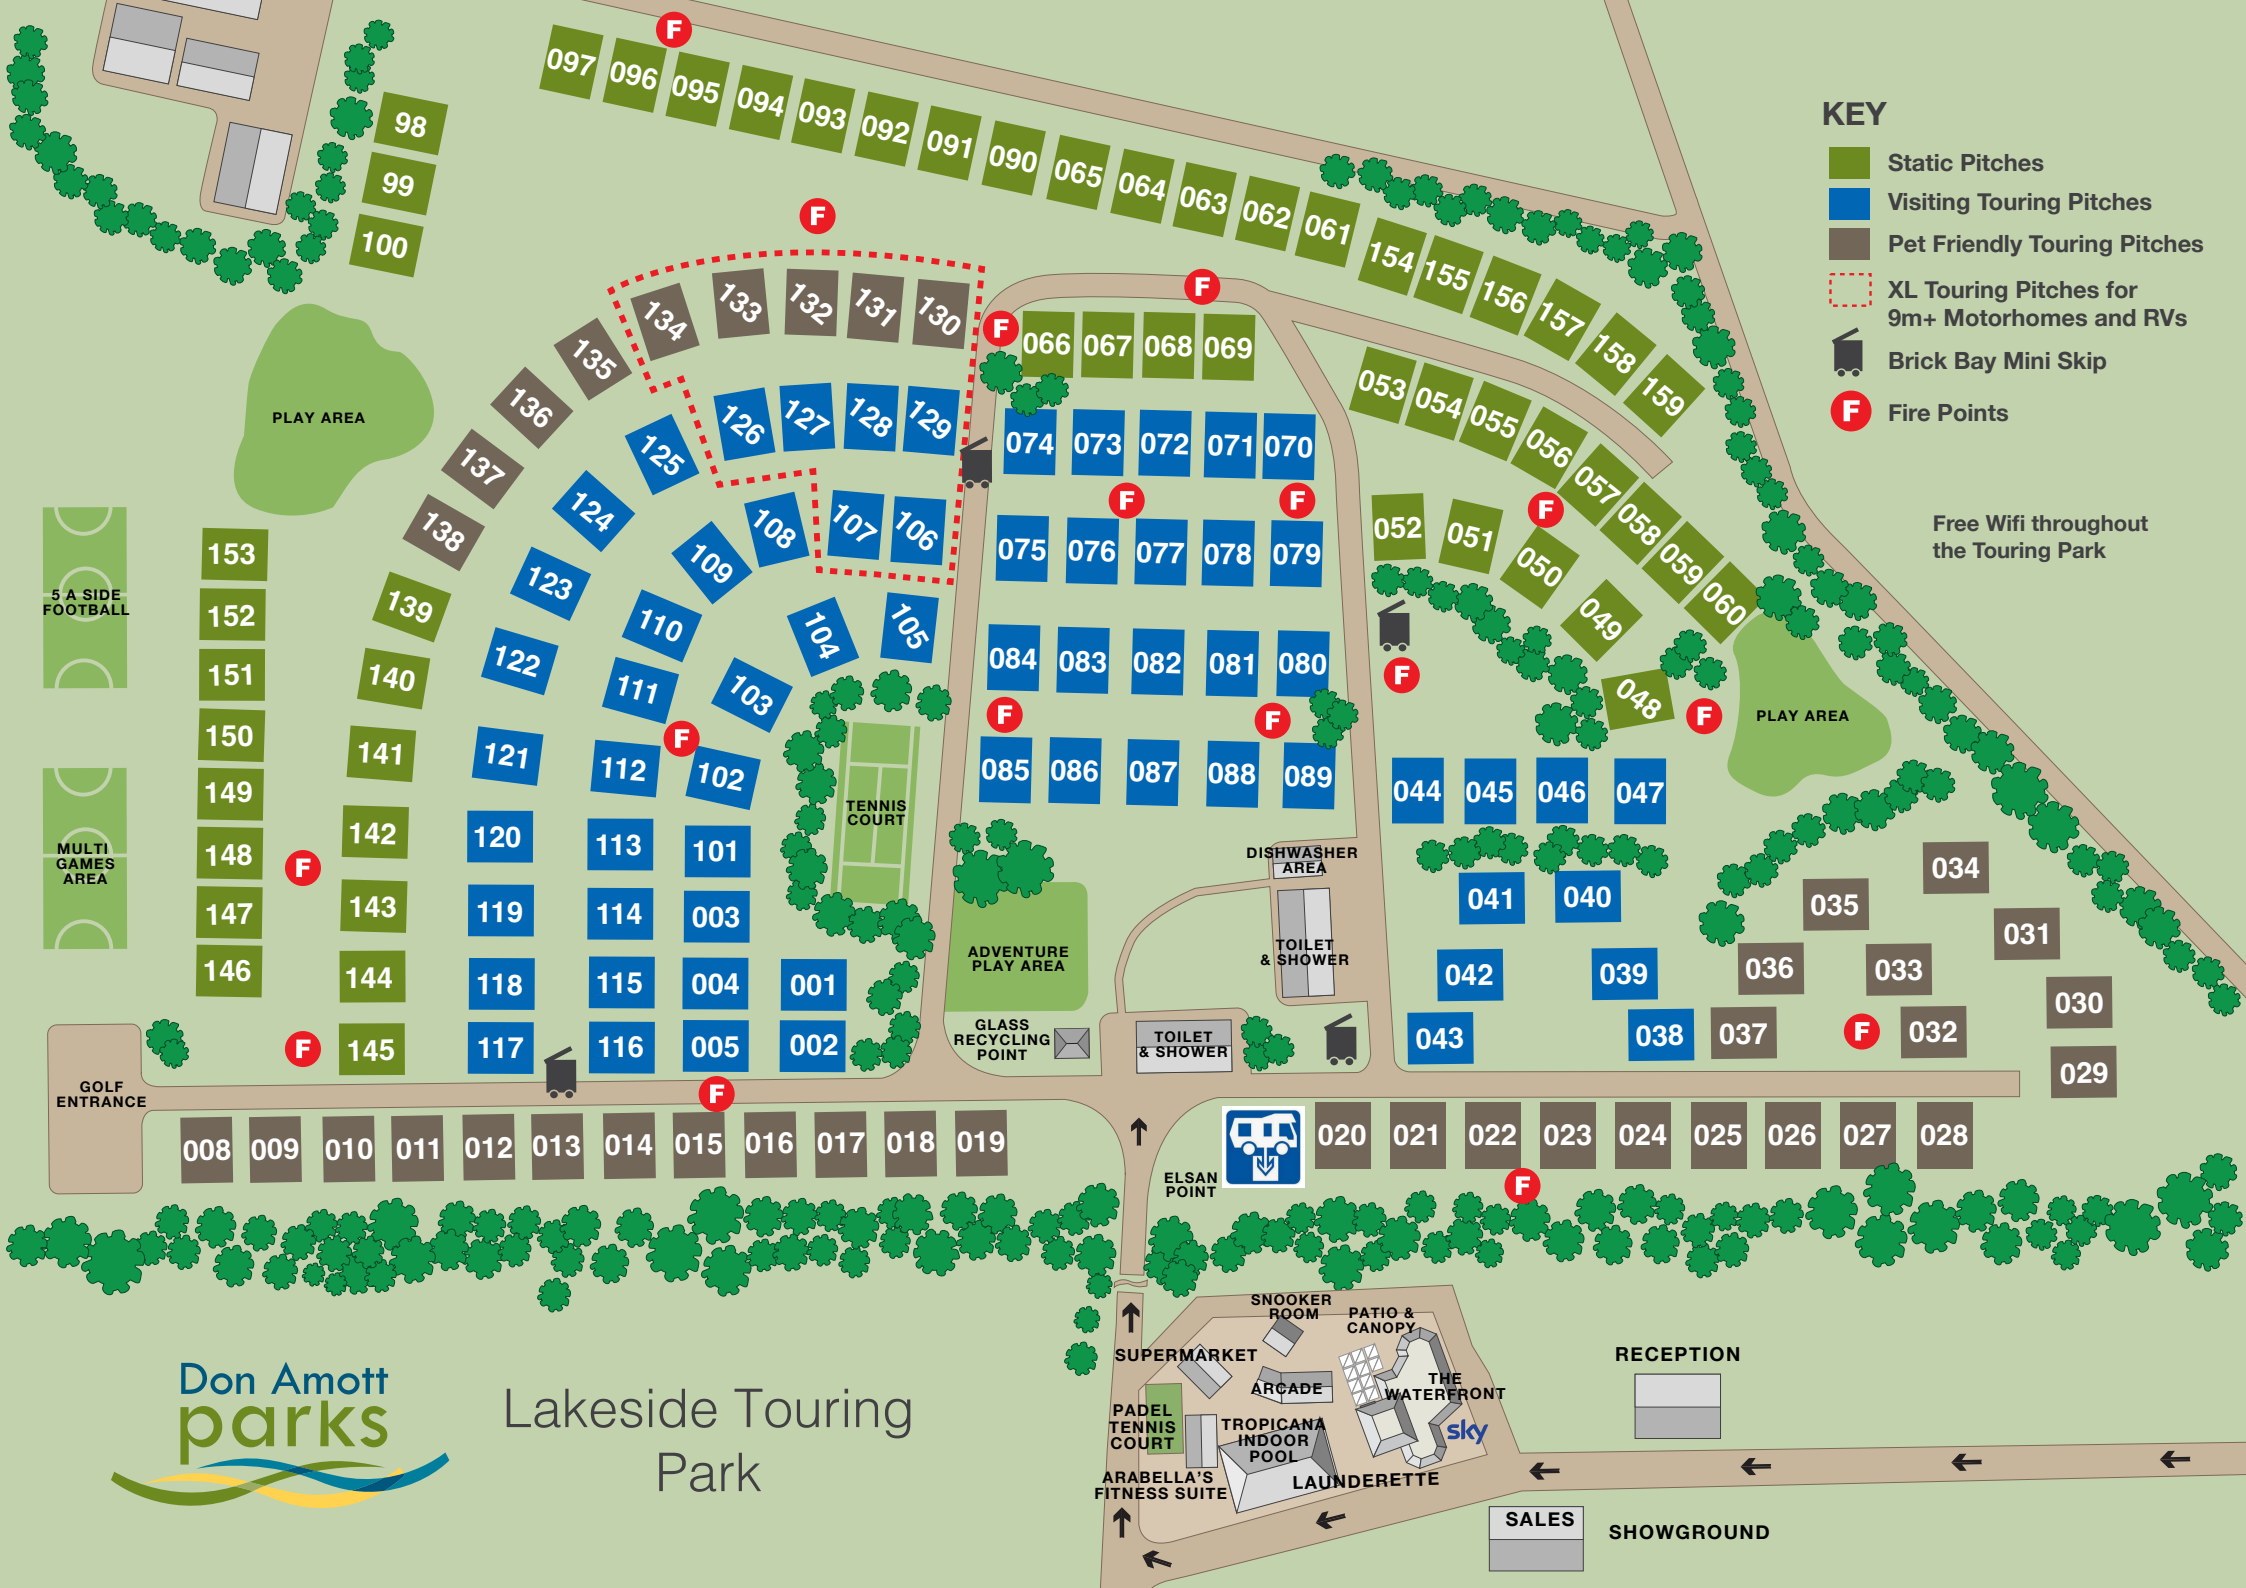 KEY
Static Pitches
Visiting Touring Pitches
Pet Friendly Touring Pitches
XL Touring Pitches for
9m+ Motorhomes and RVs
Brick Bay Mini Skip
F Fire Points
Free Wifi throughout
the Touring Park
F
097 096 095 094 093 092 091 090 065 064 063 062 061 154 155 156 157 158 159
98
99
100
F
F
134 133 132 131 130
F
066 067 068 069
053 054 055 056 057 058 059 060
135
136
137
138
PLAY AREA
126 127 128 129
125
124
123
122
121
074 073 072 071 070
F
F
F
052 051 050 049 048
108 107 106
109
110
111
112
104 105
103
102
F
075 076 077 078 079
084 083 082 081 080
F
F
F
F
PLAY AREA
085 086 087 088 089
044 045 046 047
5 A SIDE
FOOTBALL
MULTI
GAMES
AREA
153
152
151
150
149
148
147
146
139
140
141
142
143
144
145
F
F
TENNIS
COURT
120 113 101
119 114 003
118 115 004 001
117 116 005 002
DISHWASHER
AREA
TOILET
& SHOWER
ADVENTURE
PLAY AREA
GLASS
RECYCLING
POINT
TOILET
& SHOWER
041 040
042 039
043 038
034
035
031
036 033
030
037
F
032
029
GOLF
ENTRANCE
F
008 009 010 011 012 013 014 015 016 017 018 019
020 021 022 023 024 025 026 027 028
ELSAN
POINT
F
SNOOKER
ROOM
PATIO &
CANOPY
SUPERMARKET
ARCADE
THE
WATERFRONT
sky
PADEL
TENNIS
COURT
TROPICANA
INDOOR
POOL
ARABELLA'S
FITNESS SUITE
LAUNDERETTE
RECEPTION
SALES
SHOWGROUND
Don Amott
parks
Lakeside Touring
Park